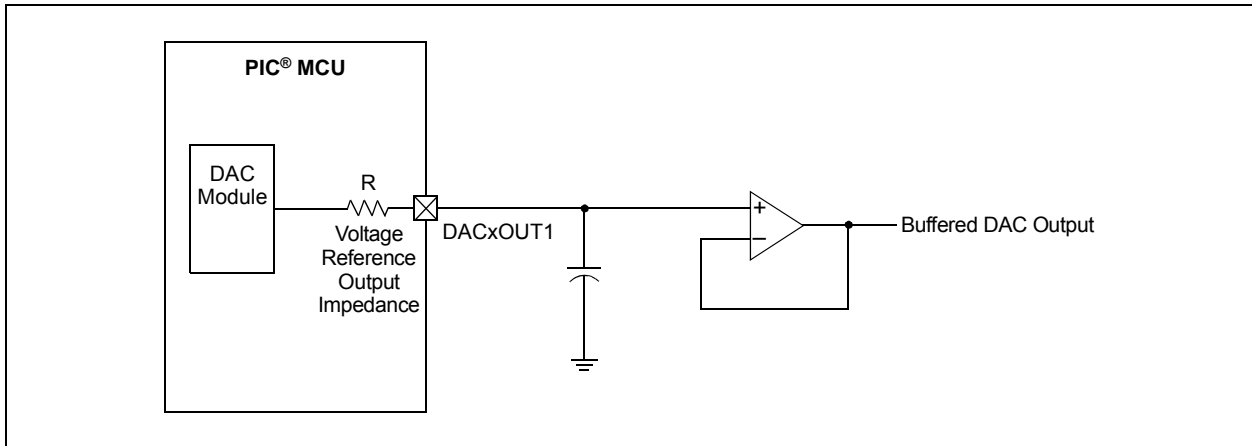 PIC® MCU
DAC
Module
R
DACxOUT1
Voltage
Reference
Output
Impedance
+
–
Buffered DAC Output